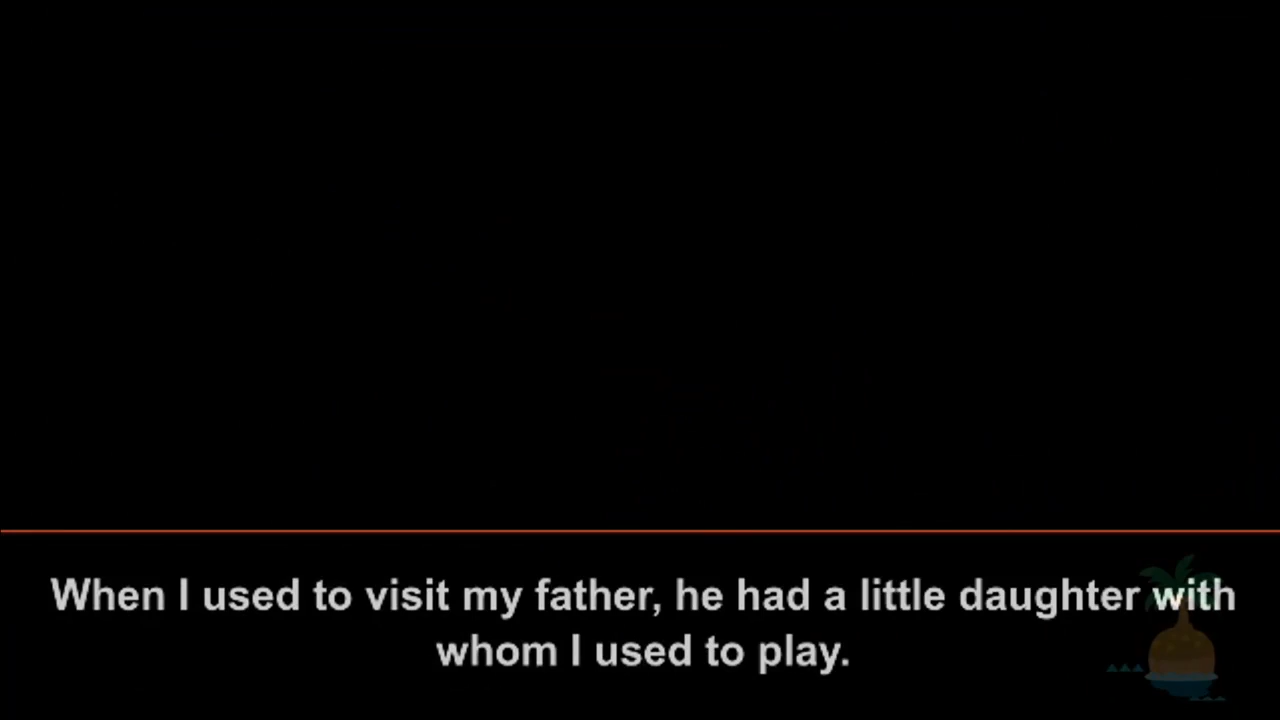 When I used to visit my father, he had a little daughter with
whom I used to play.